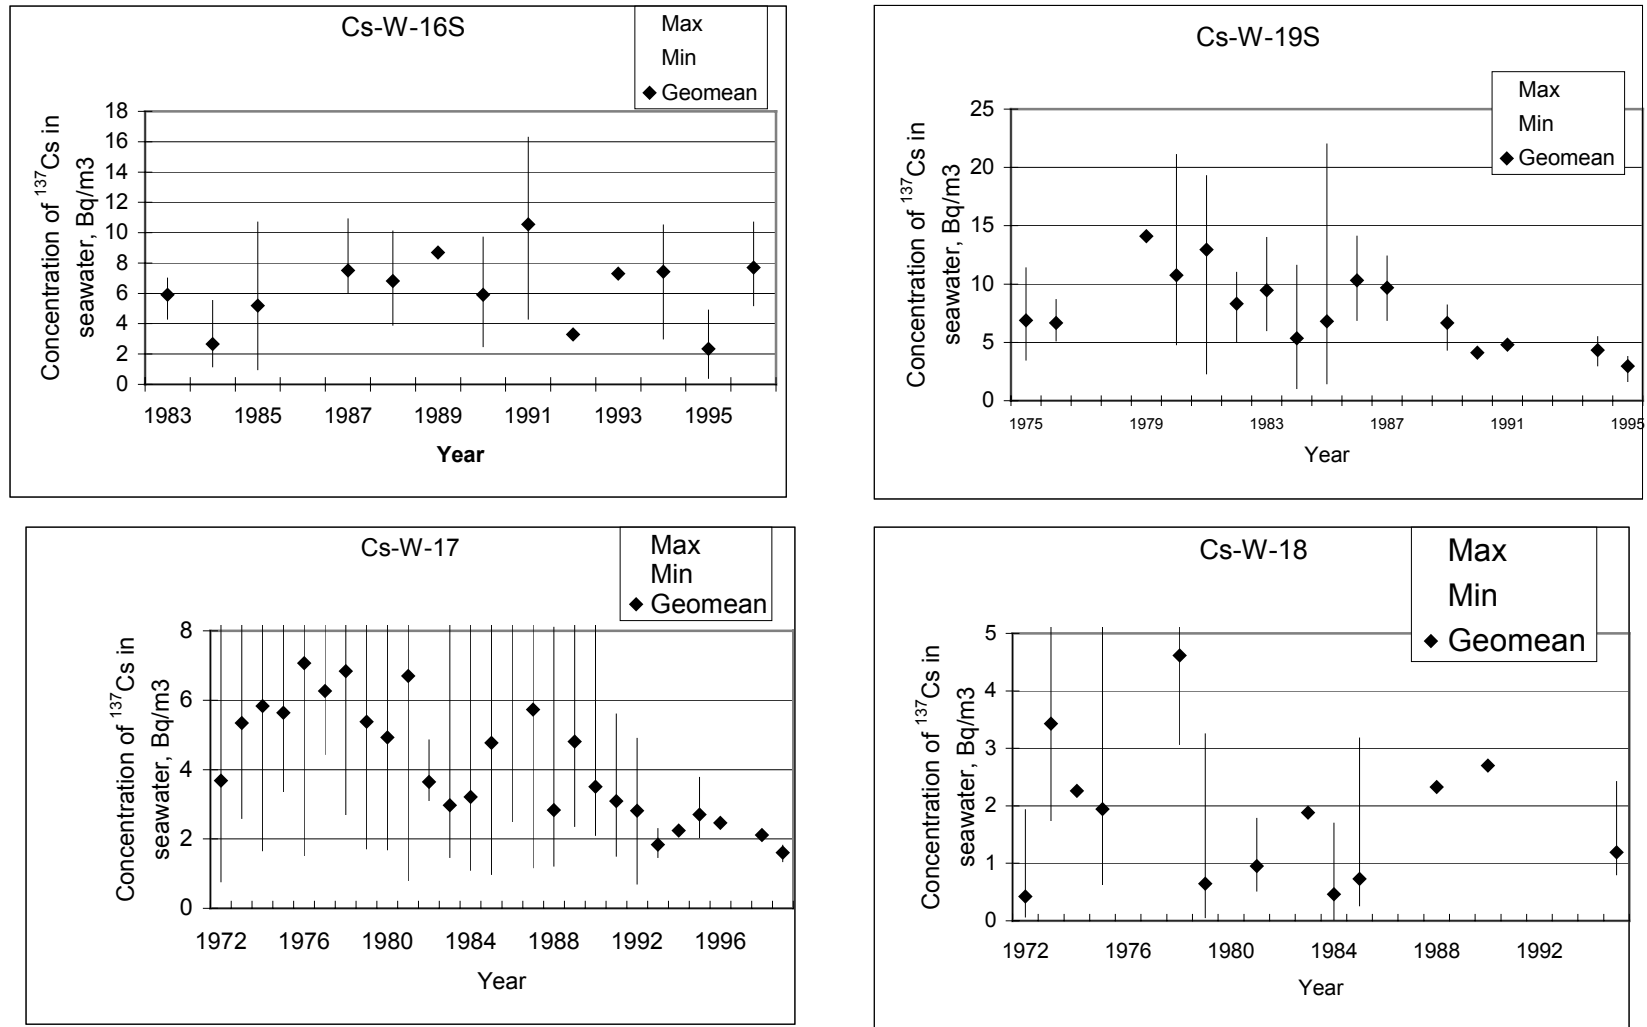 Cs-W-16S
Max
Min
Geomean
Concentration of ¹³⁷Cs in
seawater, Bq/m3
18
16
14
12
10
8
6
4
2
0
1983 1985 1987 1989 1991 1993 1995
Year
Cs-W-19S
Max
Min
Geomean
Concentration of ¹³⁷Cs in
seawater, Bq/m3
25
20
15
10
5
0
1975 1979 1983 1987 1991 1995
Year
Cs-W-17
Max
Min
Geomean
Concentration of ¹³⁷Cs in
seawater, Bq/m3
8
6
4
2
0
1972 1976 1980 1984 1988 1992 1996
Year
Cs-W-18
Max
Min
Geomean
Concentration of ¹³⁷Cs in
seawater, Bq/m3
5
4
3
2
1
0
1972 1976 1980 1984 1988 1992
Year